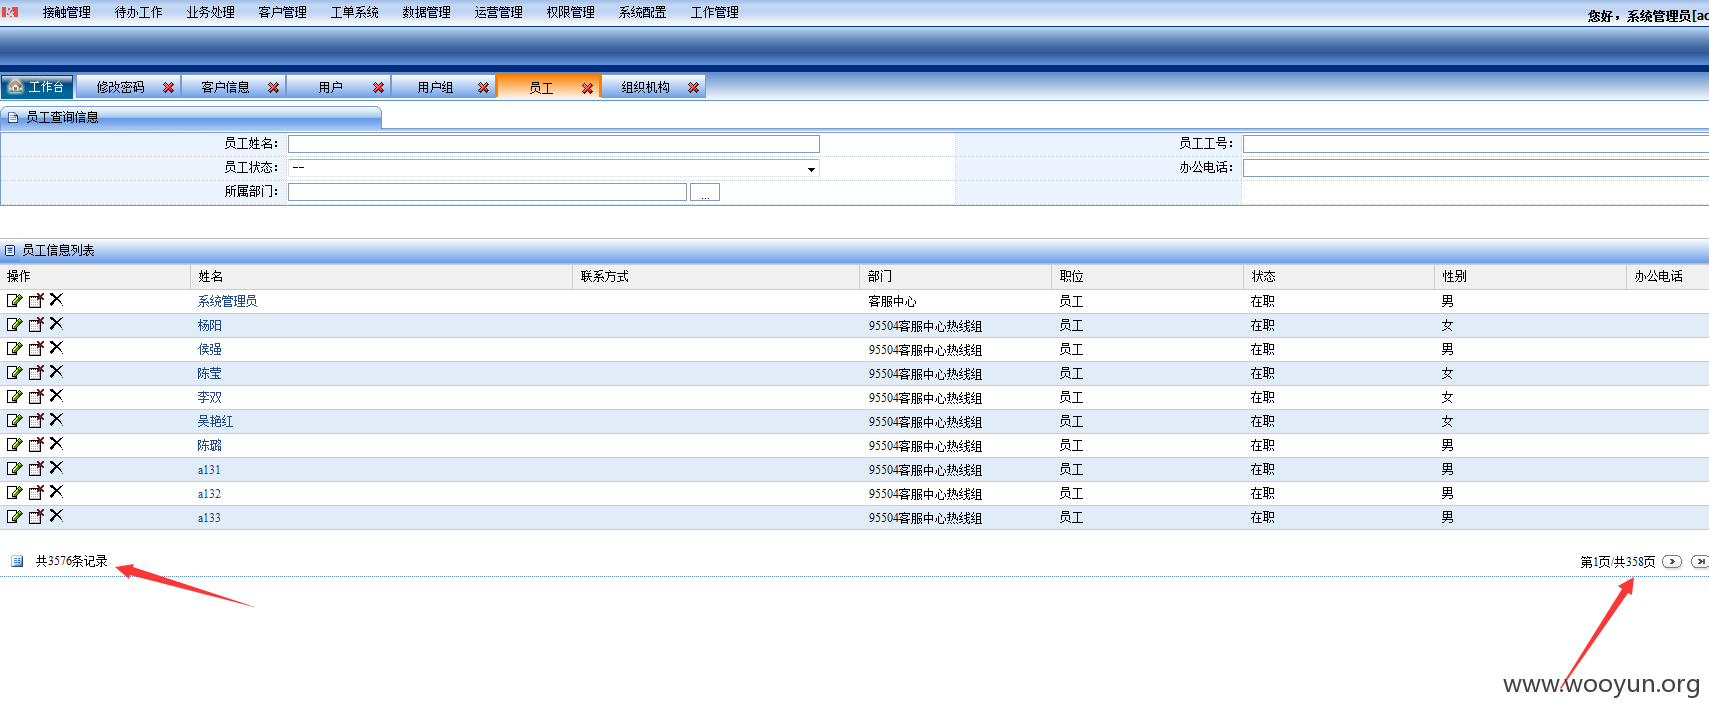 接触管理 待办工作 业务处理 客户管理 工单系统 数据管理 运营管理 权限管理 系统配置 工作管理
您好，系统管理员[ac
工作台 修改密码 客户信息 用户 用户组 员工 组织机构
员工查询信息
员工姓名： 员工工号：
员工状态： -- 办公电话：
所属部门： ...
员工信息列表
操作 姓名 联系方式 部门 职位 状态 性别 办公电话
系统管理员 客服中心 员工 在职 男
杨阳 95504客服中心热线组 员工 在职 女
侯强 95504客服中心热线组 员工 在职 男
陈莹 95504客服中心热线组 员工 在职 女
李双 95504客服中心热线组 员工 在职 女
吴艳红 95504客服中心热线组 员工 在职 女
陈璐 95504客服中心热线组 员工 在职 男
a131 95504客服中心热线组 员工 在职 男
a132 95504客服中心热线组 员工 在职 男
a133 95504客服中心热线组 员工 在职 男
共3576条记录 第1页/共358页
www.wooyun.org